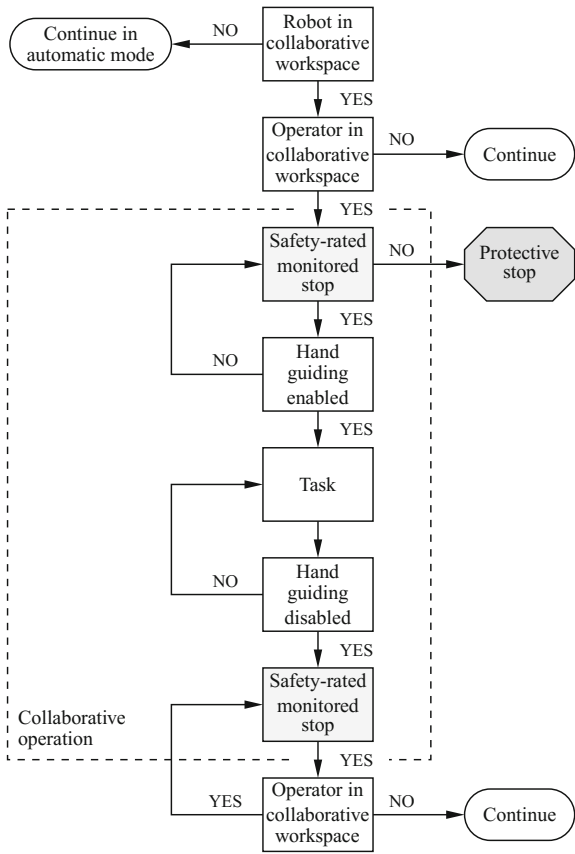 Continue in
automatic mode
NO
Robot in
collaborative
workspace
YES
Operator in
collaborative
workspace
NO
Continue
YES
Safety-rated
monitored
stop
NO
Protective
stop
YES
NO
Hand
guiding
enabled
YES
Task
NO
Hand
guiding
disabled
YES
Safety-rated
monitored
stop
Collaborative
operation
YES
YES
Operator in
collaborative
workspace
NO
Continue